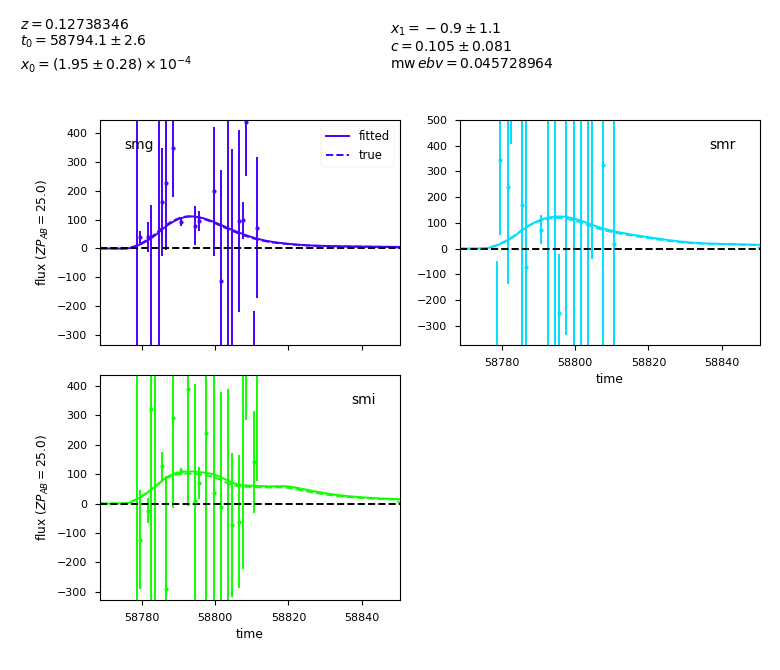 z = 0.12738346
t₀ = 58794.1 ± 2.6
x₀ = (1.95 ± 0.28) × 10⁻⁴
x₁ = −0.9 ± 1.1
c = 0.105 ± 0.081
mw ebv = 0.045728964
smg
fitted
true
400
300
200
100
0
−100
−200
−300
flux (ZP_AB = 25.0)
smr
500
400
300
200
100
0
−100
−200
−300
58780 58800 58820 58840
time
smi
400
300
200
100
0
−100
−200
−300
flux (ZP_AB = 25.0)
58780 58800 58820 58840
time